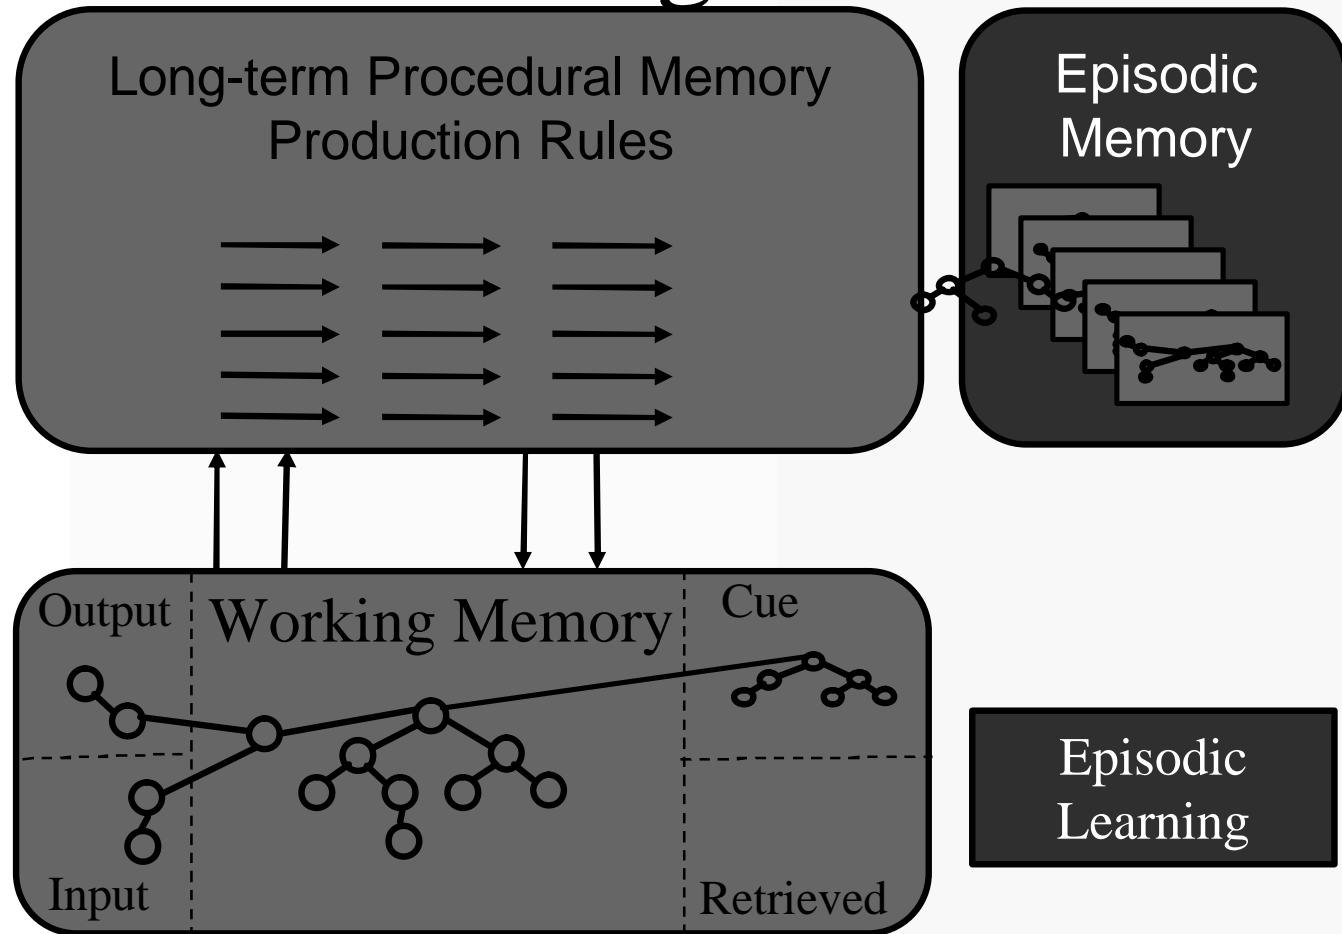 Long-term Procedural Memory
Production Rules
Episodic
Memory
Output
Working Memory
Cue
Input
Retrieved
Episodic
Learning